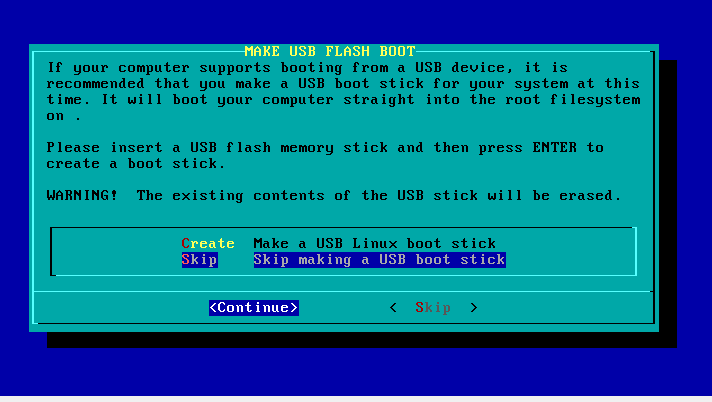 MAKE USB FLASH BOOT
If your computer supports booting from a USB device, it is
recommended that you make a USB boot stick for your system at this
time. It will boot your computer straight into the root filesystem
on .
Please insert a USB flash memory stick and then press ENTER to
create a boot stick.
WARNING!  The existing contents of the USB stick will be erased.
Create  Make a USB Linux boot stick
Skip    Skip making a USB boot stick
<Continue>          < Skip >